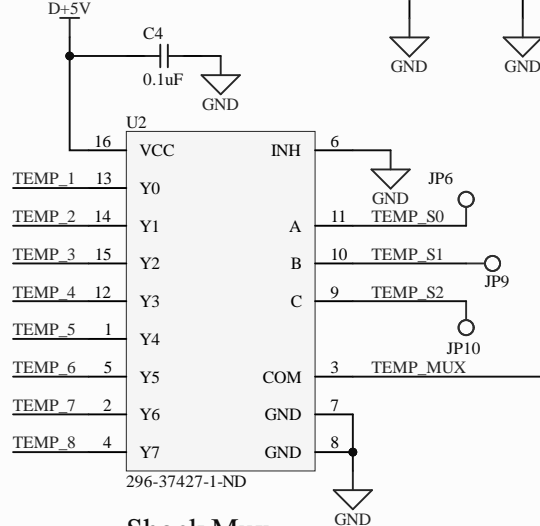 D+5V
C4
0.1uF
GND
GND
GND
U2
16 VCC INH 6
GND
TEMP_1 13 Y0
JP6
TEMP_2 14 Y1 A 11 TEMP_S0
TEMP_3 15 Y2 B 10 TEMP_S1
JP9
TEMP_4 12 Y3 C 9 TEMP_S2
TEMP_5 1 Y4
JP10
TEMP_6 5 Y5 COM 3 TEMP_MUX
TEMP_7 2 Y6 GND 7
TEMP_8 4 Y7 GND 8
296-37427-1-ND
GND